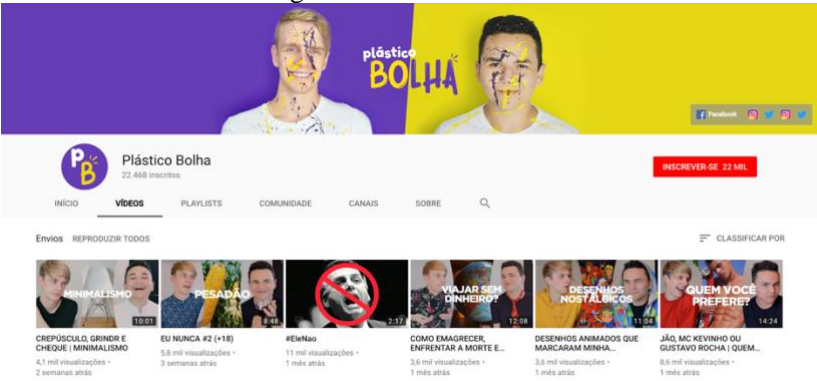 plástico
BOLHA
Facebook
PB
Plástico Bolha
22.468 inscritos
INSCREVER-SE 22 MIL
INÍCIO VÍDEOS PLAYLISTS COMUNIDADE CANAIS SOBRE
Envios REPRODUZIR TODOS CLASSIFICAR POR
MINIMALISMO
10:01
PESADÃO
8:48
2:17
VIAJAR SEM
DINHEIRO?
12:08
DESENHOS
NOSTÁLGICOS
11:04
QUEM VOCÊ
PREFERE?
14:24
CREPÚSCULO, GRINDR E
CHEQUE | MINIMALISMO
4,1 mil visualizações •
2 semanas atrás
EU NUNCA #2 (+18)
5,8 mil visualizações •
3 semanas atrás
#EleNao
11 mil visualizações •
1 mês atrás
COMO EMAGRECER,
ENFRENTAR A MORTE E...
3,6 mil visualizações •
1 mês atrás
DESENHOS ANIMADOS QUE
MARCARAM MINHA...
3,6 mil visualizações •
1 mês atrás
JÃO, MC KEVINHO OU
GUSTAVO ROCHA | QUEM...
8,6 mil visualizações •
1 mês atrás